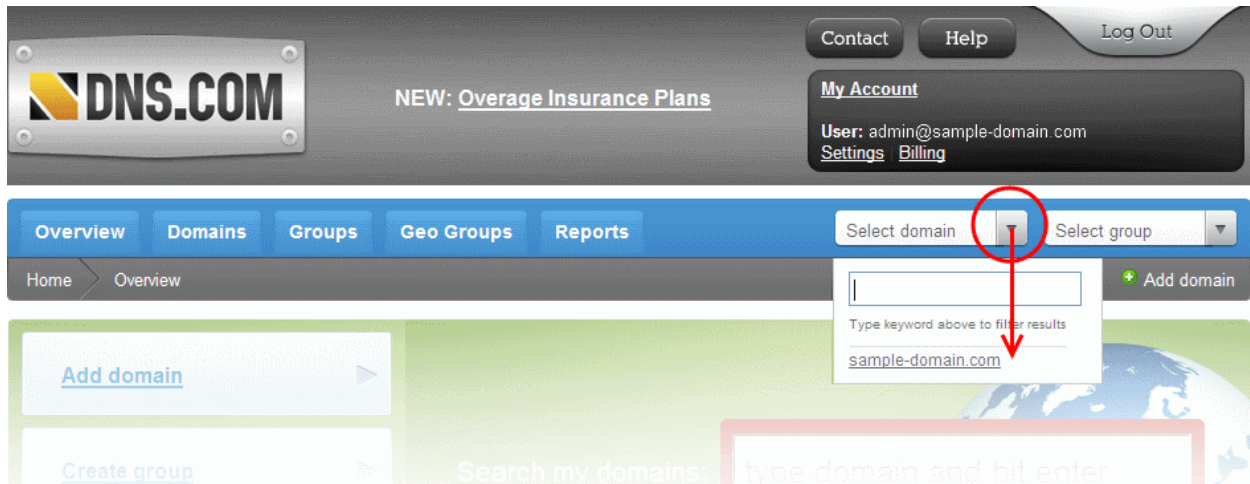 Contact
Help
Log Out
DNS.COM
NEW: Overage Insurance Plans
My Account
User: admin@sample-domain.com
Settings | Billing
Overview
Domains
Groups
Geo Groups
Reports
Select domain
Select group
Home
Overview
Add domain
Type keyword above to filter results
sample-domain.com
Add domain
Create group
Search my domains:
type domain and hit enter